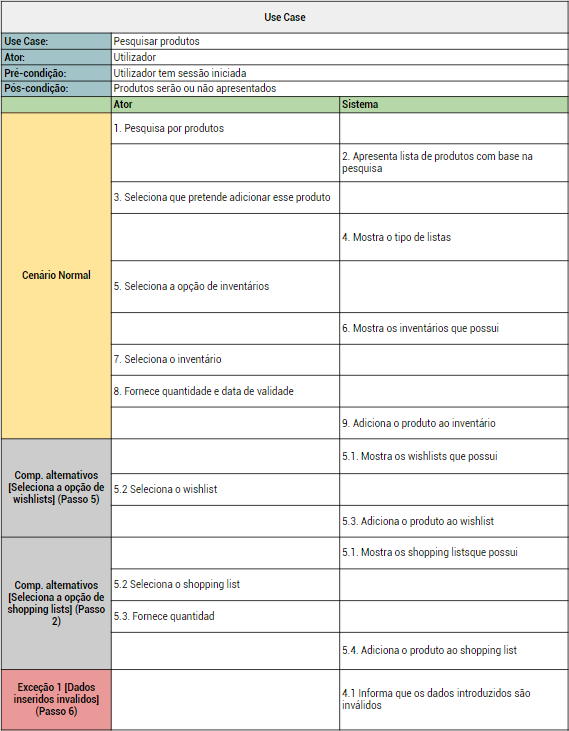 Use Case
Use Case: Pesquisar produtos
Ator: Utilizador
Pré-condição: Utilizador tem sessão iniciada
Pós-condição: Produtos serão ou não apresentados
Ator Sistema
Cenário Normal
1. Pesquisa por produtos
2. Apresenta lista de produtos com base na
pesquisa
3. Seleciona que pretende adicionar esse produto
4. Mostra o tipo de listas
5. Seleciona a opção de inventários
6. Mostra os inventários que possui
7. Seleciona o inventário
8. Fornece quantidade e data de validade
9. Adiciona o produto ao inventário
Comp. alternativos
[Seleciona a opção de
wishlists] (Passo 5)
5.1. Mostra os wishlists que possui
5.2 Seleciona o wishlist
5.3. Adiciona o produto ao wishlist
Comp. alternativos
[Seleciona a opção de
shopping lists] (Passo
2)
5.1. Mostra os shopping listsque possui
5.2 Seleciona o shopping list
5.3. Fornece quantidad
5.4. Adiciona o produto ao shopping list
Exceção 1 [Dados
inseridos invalidos]
(Passo 6)
4.1 Informa que os dados introduzidos são
inválidos